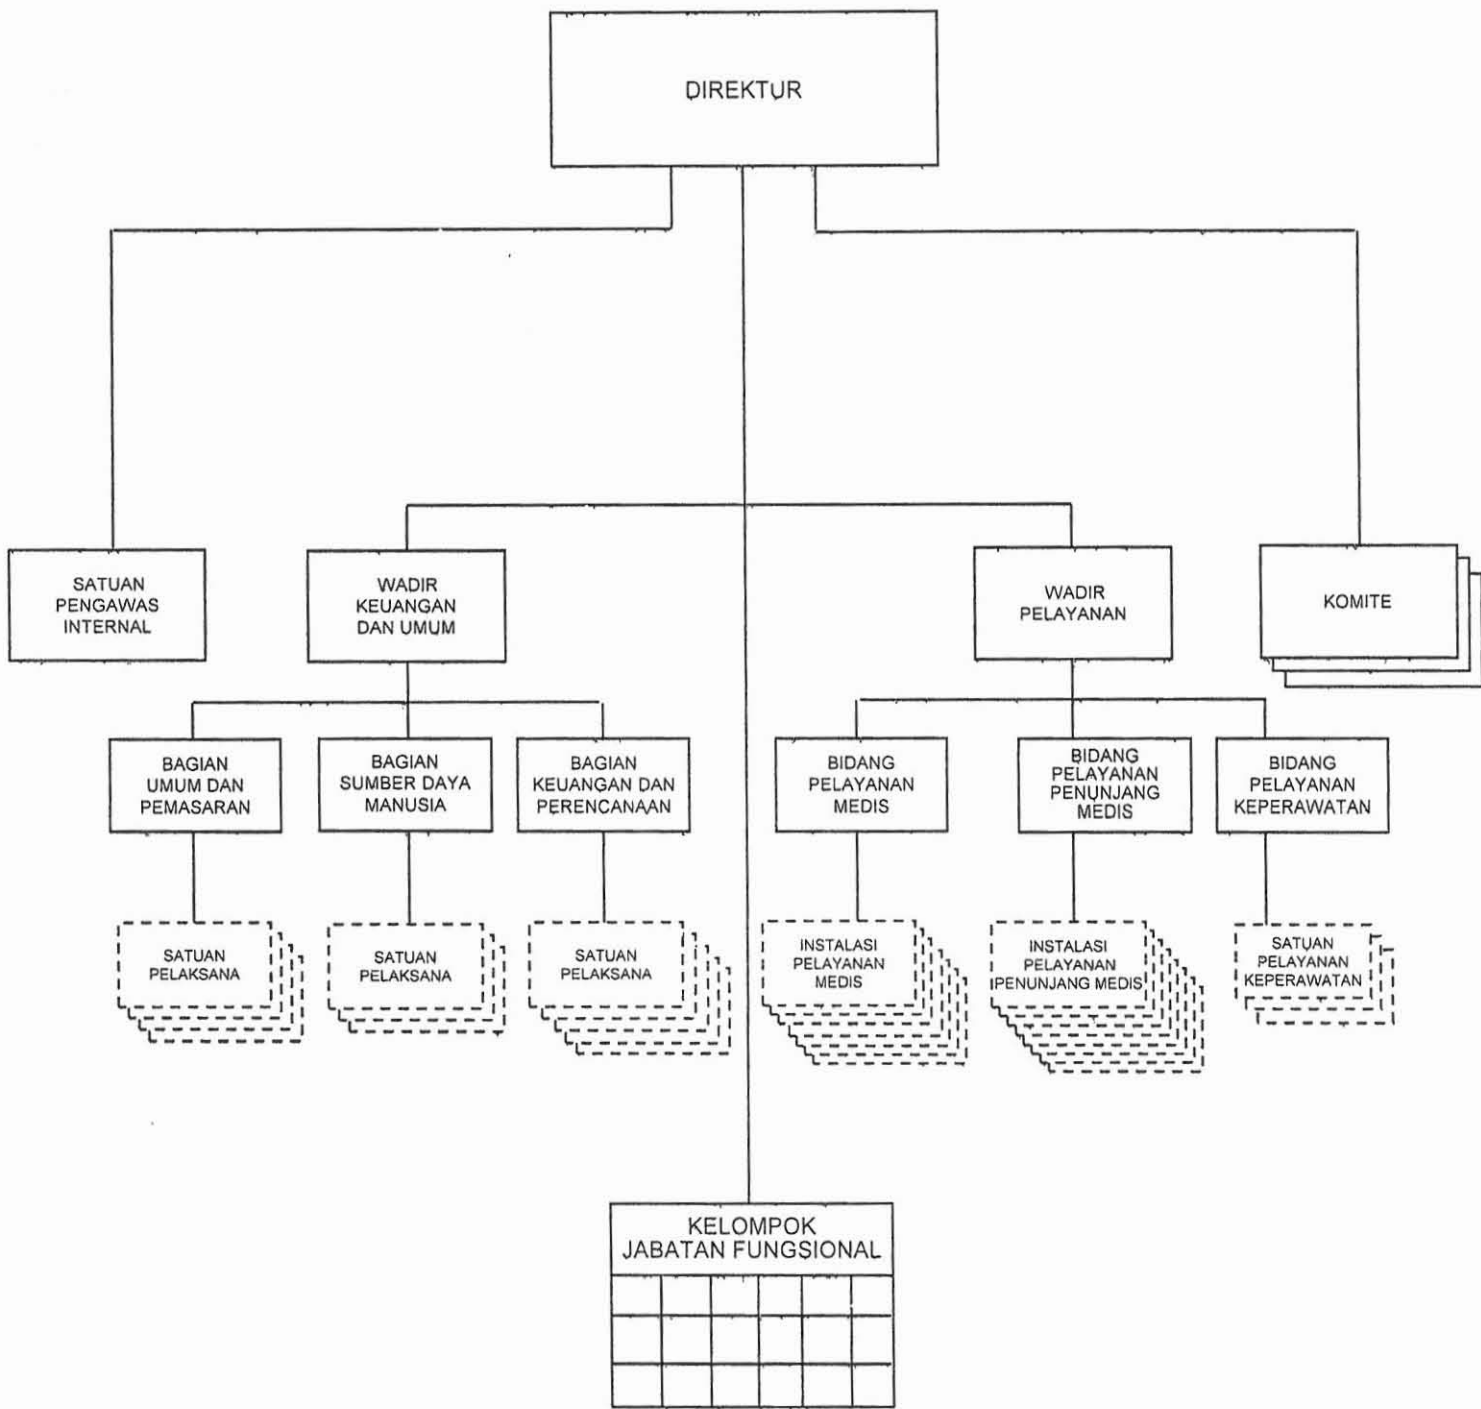 DIREKTUR
SATUAN
PENGAWAS
INTERNAL
WADIR
KEUANGAN
DAN UMUM
WADIR
PELAYANAN
KOMITE
BAGIAN
UMUM DAN
PEMASARAN
BAGIAN
SUMBER DAYA
MANUSIA
BAGIAN
KEUANGAN DAN
PERENCANAAN
BIDANG
PELAYANAN
MEDIS
BIDANG
PELAYANAN
PENUNJANG
MEDIS
BIDANG
PELAYANAN
KEPERAWATAN
SATUAN
PELAKSANA
SATUAN
PELAKSANA
SATUAN
PELAKSANA
INSTALASI
PELAYANAN
MEDIS
INSTALASI
PELAYANAN
PENUNJANG MEDIS
SATUAN
PELAYANAN
KEPERAWATAN
KELOMPOK
JABATAN FUNGSIONAL